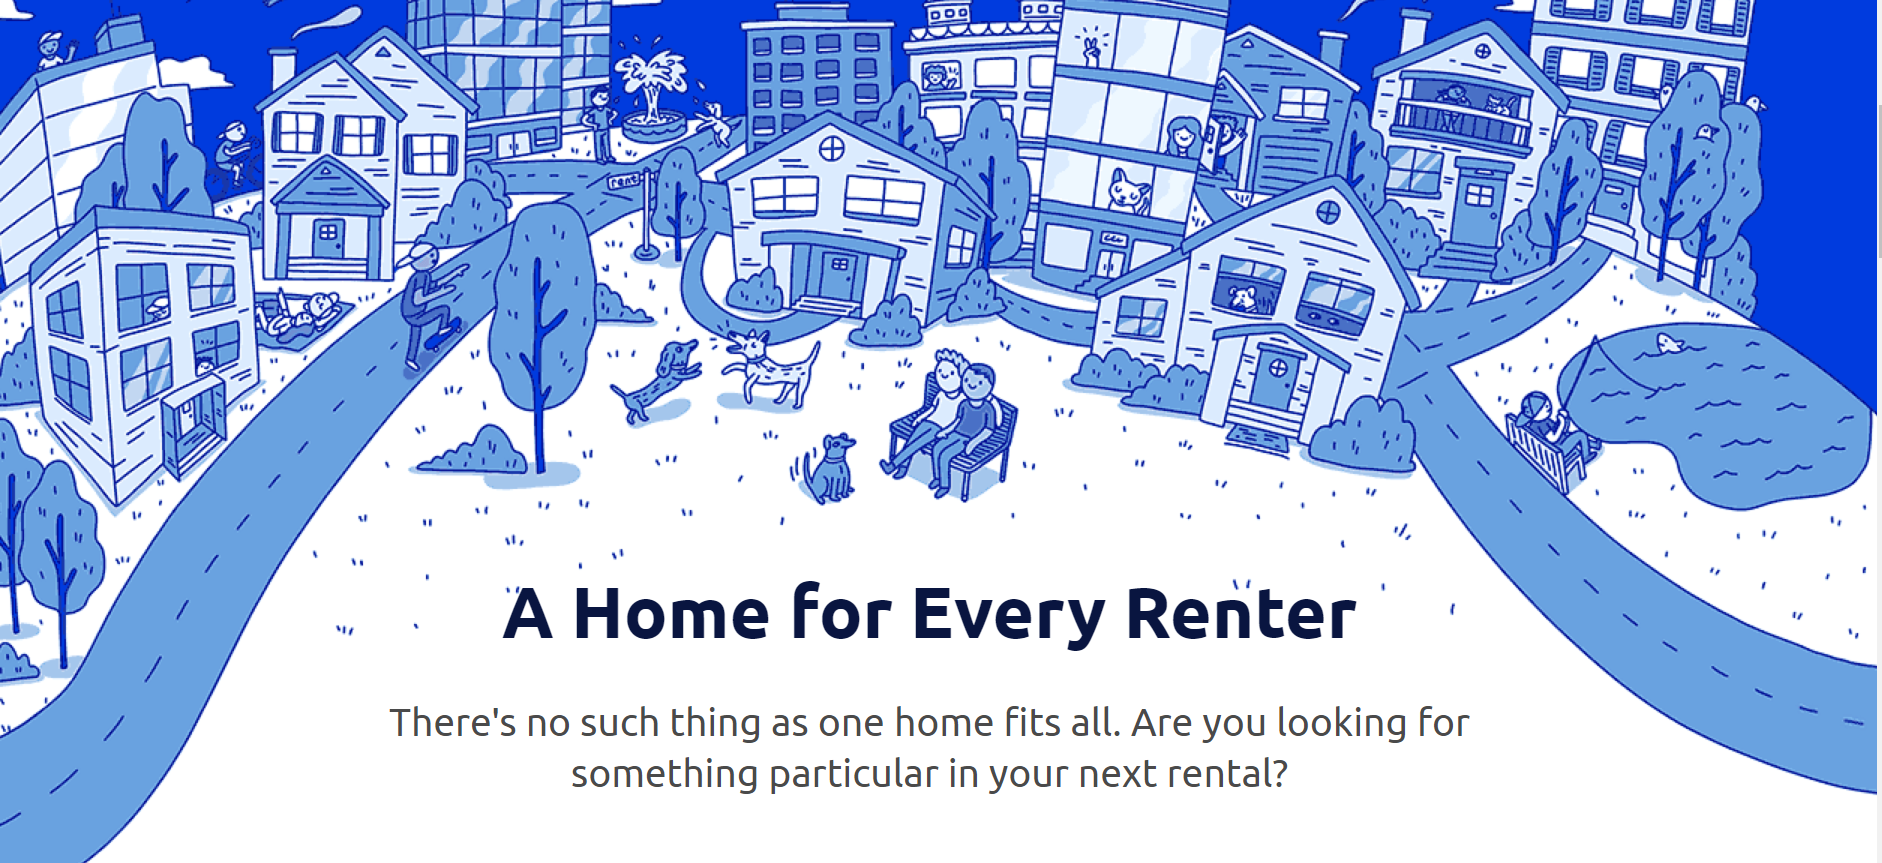 rent
A Home for Every Renter
There's no such thing as one home fits all. Are you looking for
something particular in your next rental?